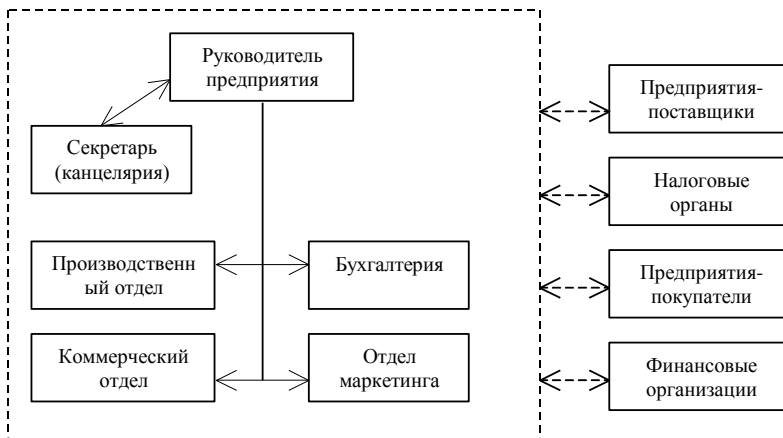 Руководитель
предприятия
Секретарь
(канцелярия)
Производственн
ый отдел
Бухгалтерия
Коммерческий
отдел
Отдел
маркетинга
Предприятия-
поставщики
Налоговые
органы
Предприятия-
покупатели
Финансовые
организации